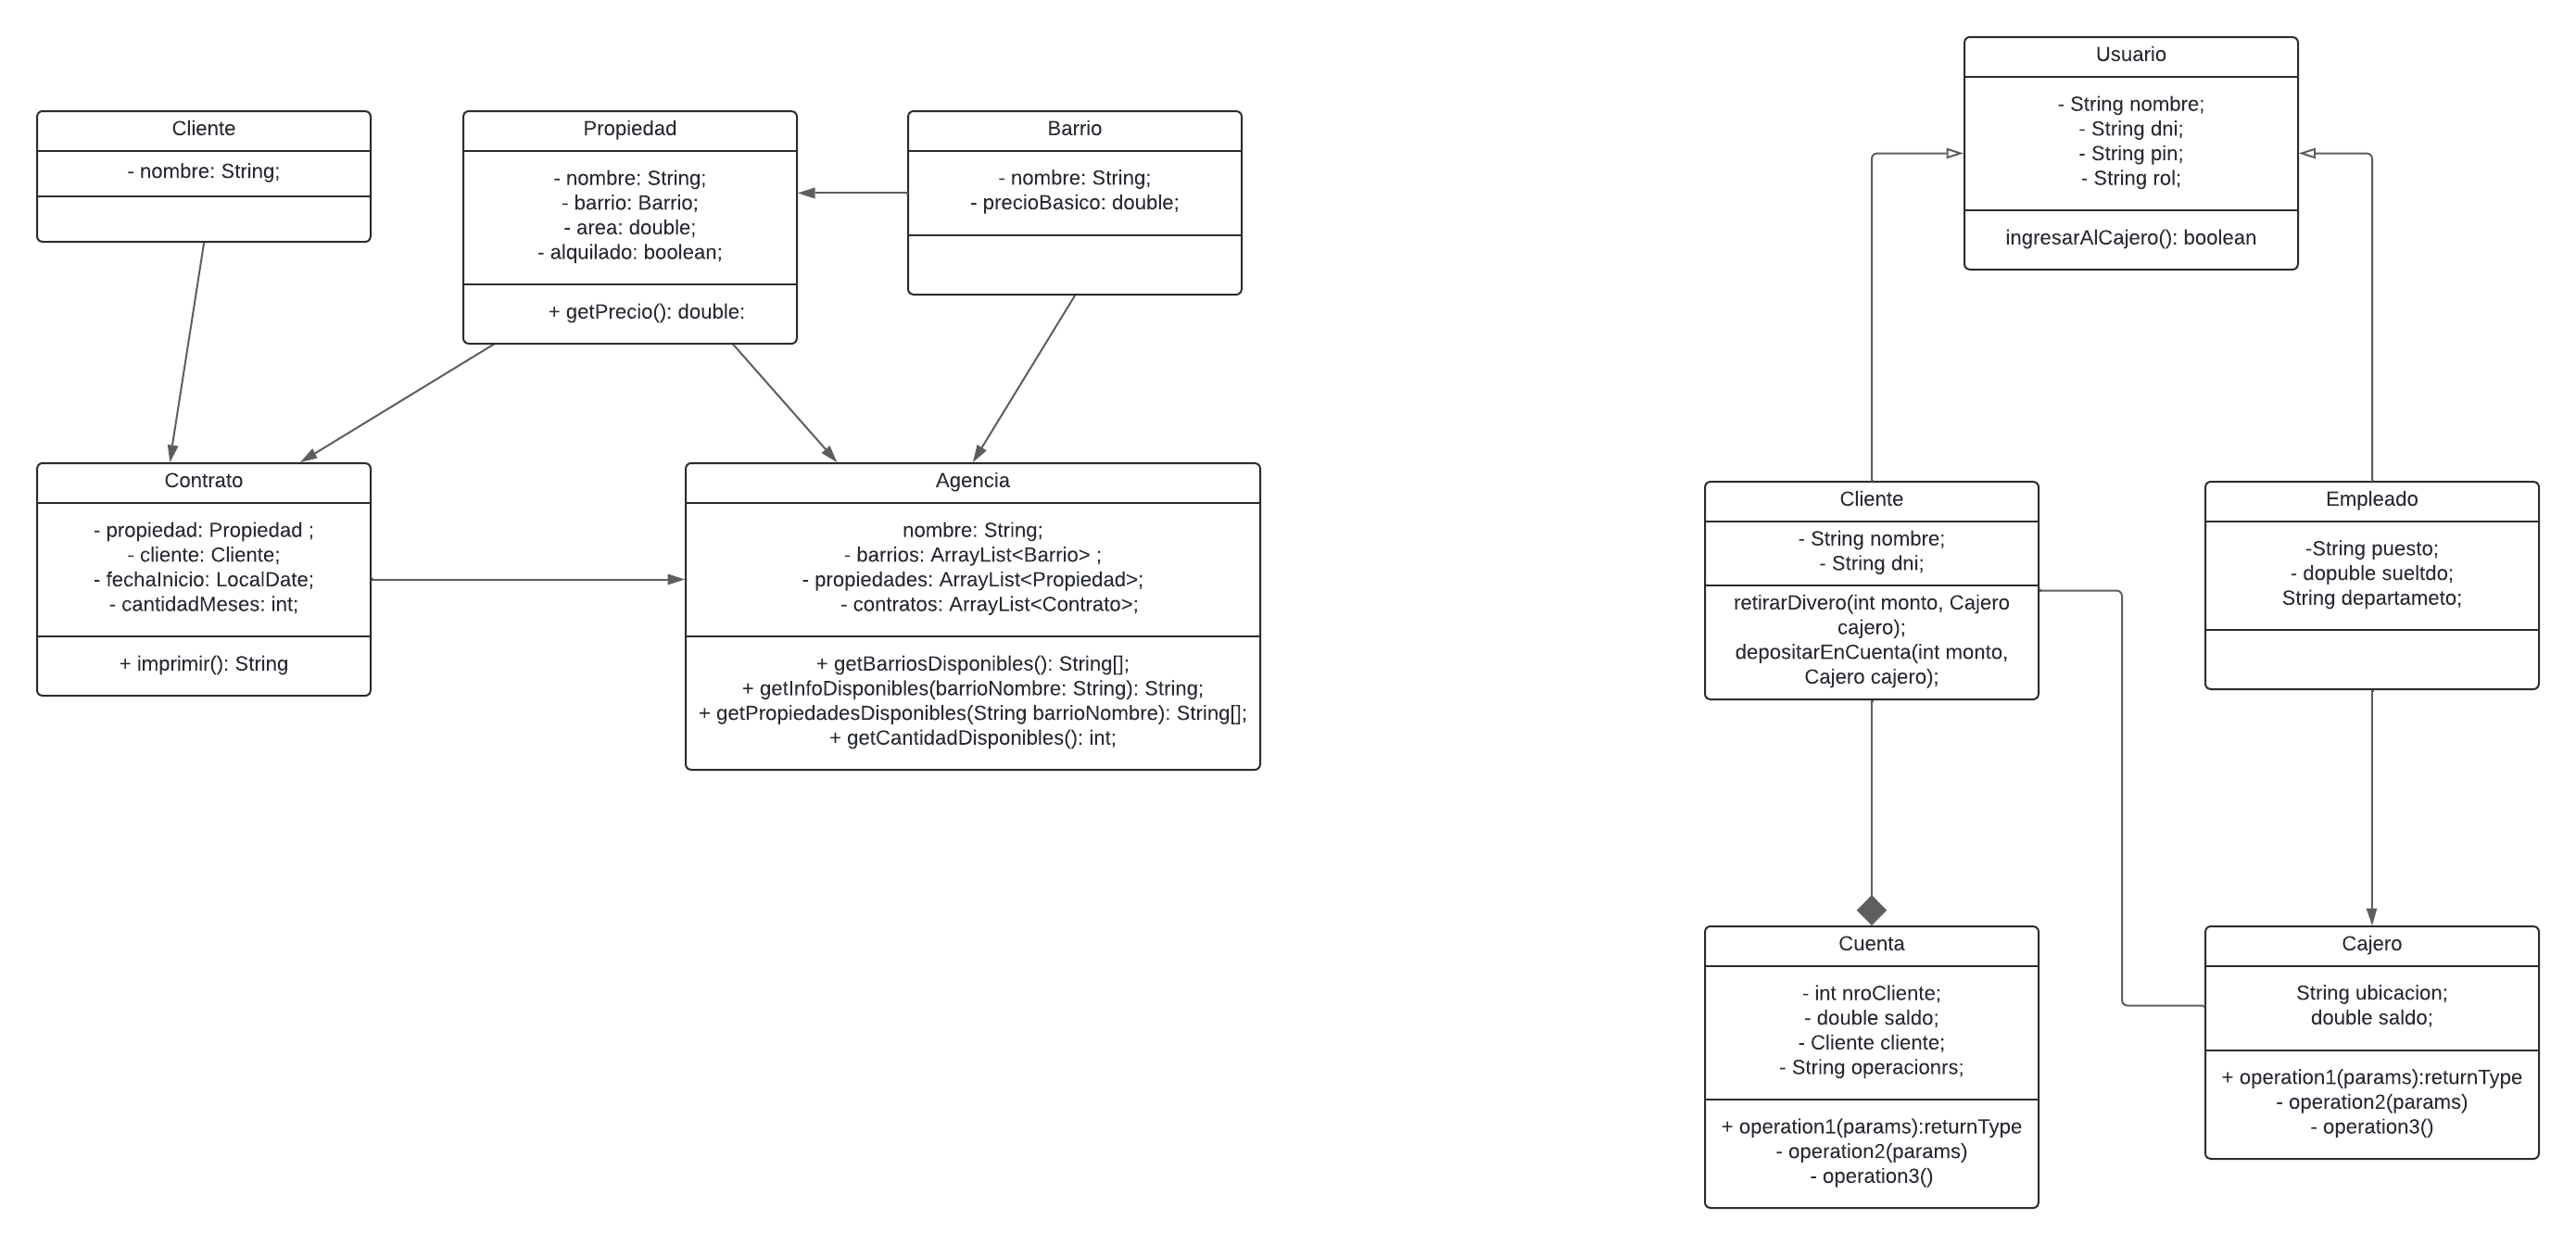 Cliente
- nombre: String;
Propiedad
- nombre: String;
- barrio: Barrio;
- area: double;
- alquilado: boolean;
+ getPrecio(): double:
Barrio
- nombre: String;
- precioBasico: double;
Contrato
- propiedad: Propiedad ;
- cliente: Cliente;
- fechaInicio: LocalDate;
- cantidadMeses: int;
+ imprimir(): String
Agencia
nombre: String;
- barrios: ArrayList<Barrio> ;
- propiedades: ArrayList<Propiedad>;
- contratos: ArrayList<Contrato>;
+ getBarriosDisponibles(): String[];
+ getInfoDisponibles(barrioNombre: String): String;
+ getPropiedadesDisponibles(String barrioNombre): String[];
+ getCantidadDisponibles(): int;
Usuario
- String nombre;
- String dni;
- String pin;
- String rol;
ingresarAlCajero(): boolean
Cliente
- String nombre;
- String dni;
retirarDivero(int monto, Cajero
cajero);
depositarEnCuenta(int monto,
Cajero cajero);
Empleado
-String puesto;
- dopuble sueltdo;
String departameto;
Cuenta
- int nroCliente;
- double saldo;
- Cliente cliente;
- String operacionrs;
+ operation1(params):returnType
- operation2(params)
- operation3()
Cajero
String ubicacion;
double saldo;
+ operation1(params):returnType
- operation2(params)
- operation3()